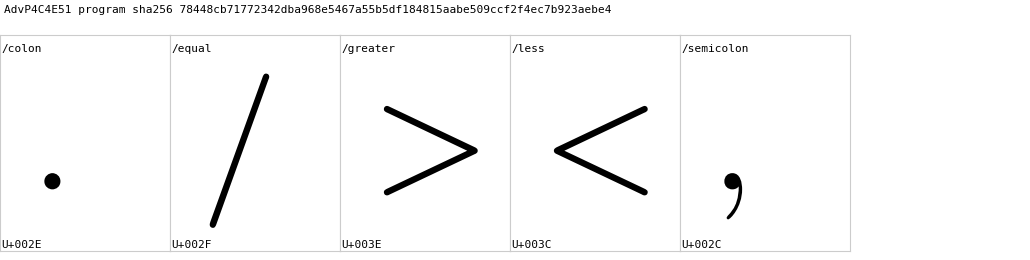 AdvP4C4E51 program sha256 78448cb71772342dba968e5467a55b5df184815aabe509ccf2f4ec7b923aebe4
/colon /equal /greater /less /semicolon
. / > < ,
U+002E U+002F U+003E U+003C U+002C